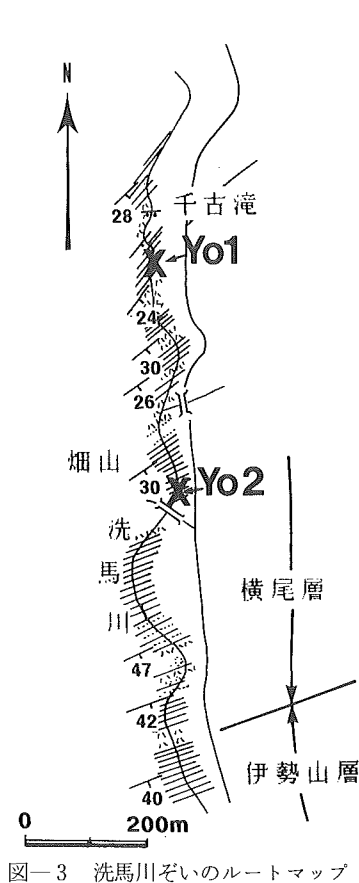 N
千古滝
28
Yo1
24
30
26
畑山
30
Yo2
洗馬川
横尾層
47
42
伊勢山層
40
0 200m
図—3 洗馬川ぞいのルートマップ